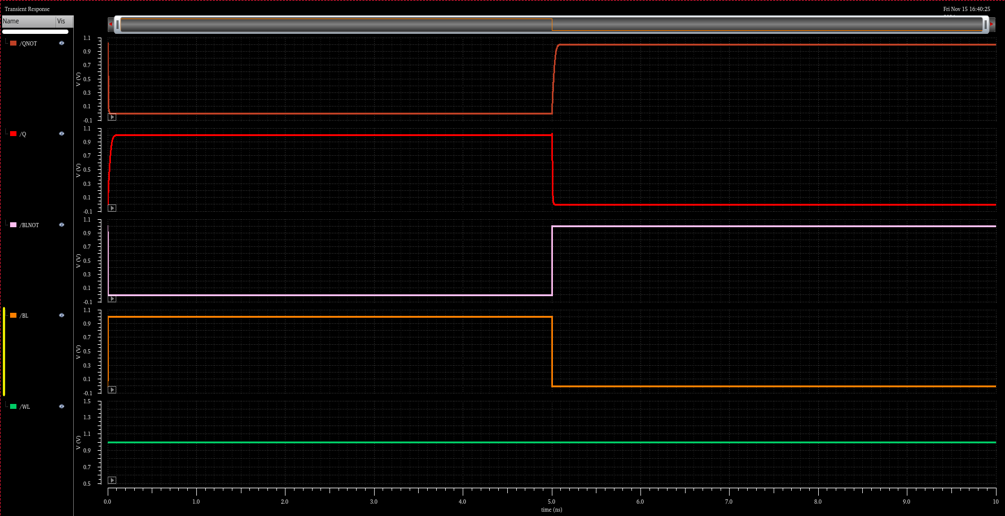 Transient Response
Fri Nov 15 16:40:25
Name Vis
/QNOT
V (V)
1.1
0.9
0.7
0.5
0.3
0.1
-0.1
/Q
V (V)
1.1
0.9
0.7
0.5
0.3
0.1
-0.1
/BLNOT
V (V)
1.1
0.9
0.7
0.5
0.3
0.1
-0.1
/BL
V (V)
1.1
0.9
0.7
0.5
0.3
0.1
-0.1
/WL
V (V)
1.5
1.3
1.1
0.9
0.7
0.5
0.0 1.0 2.0 3.0 4.0 5.0 6.0 7.0 8.0 9.0 10
time (ns)